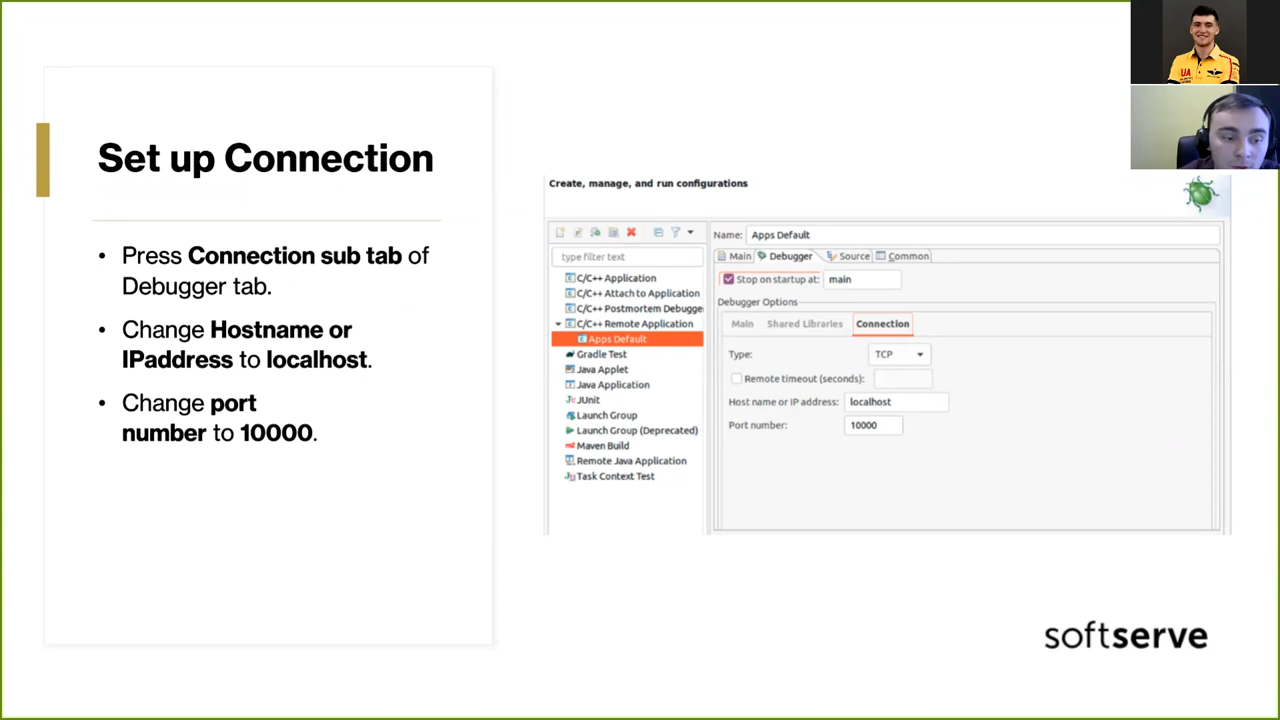 Set up Connection
• Press Connection sub tab of
Debugger tab.
• Change Hostname or
IPaddress to localhost.
• Change port
number to 10000.
Create, manage, and run configurations
type filter text
C/C++ Application
C/C++ Attach to Application
C/C++ Postmortem Debugge
C/C++ Remote Application
Apps Default
Gradle Test
Java Applet
Java Application
JUnit
Launch Group
Launch Group (Deprecated)
Maven Build
Remote Java Application
Task Context Test
Name: Apps Default
Main Debugger Source Common
Stop on startup at: main
Debugger Options
Main Shared Libraries Connection
Type: TCP
Remote timeout (seconds):
Host name or IP address: localhost
Port number: 10000
UA
softserve